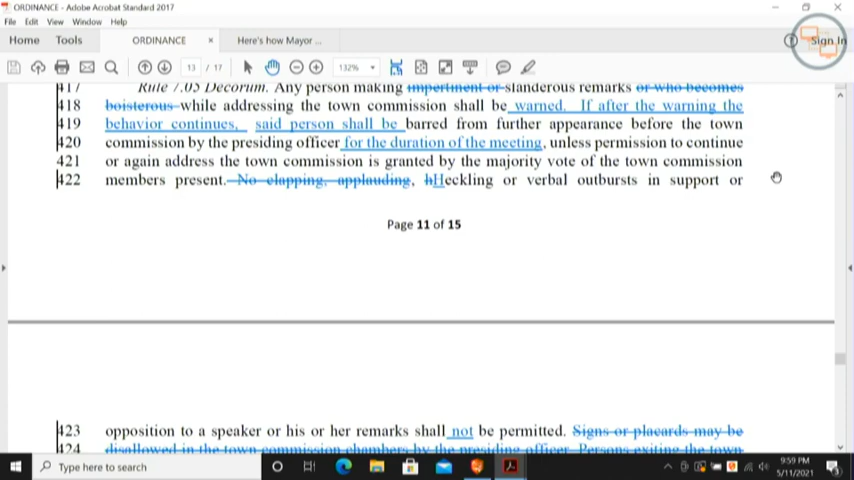 ORDINANCE - Adobe Acrobat Standard 2017
File Edit View Window Help
Home Tools ORDINANCE × Here's how Mayor ... Sign In
13 / 17 132%
417 Rule 7.05 Decorum. Any person making impertinent or slanderous remarks or who becomes
418 boisterous while addressing the town commission shall be warned. If after the warning the
419 behavior continues, said person shall be barred from further appearance before the town
420 commission by the presiding officer for the duration of the meeting, unless permission to continue
421 or again address the town commission is granted by the majority vote of the town commission
422 members present. No clapping, applauding, hHeckling or verbal outbursts in support or
Page 11 of 15
423 opposition to a speaker or his or her remarks shall not be permitted. Signs or placards may be
424 disallowed in the town commission chambers by the presiding officer. Persons exiting the town
Type here to search
9:59 PM
5/11/2021